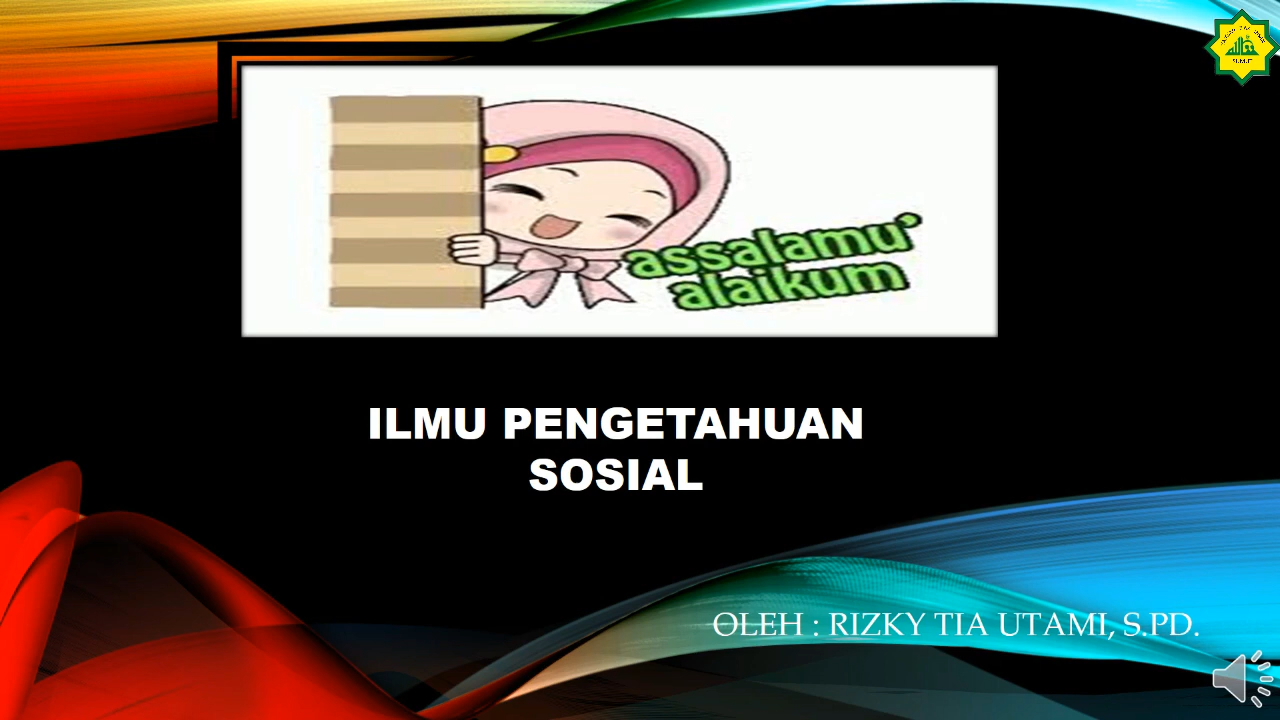 assalamu'
alaikum
ILMU PENGETAHUAN
SOSIAL
OLEH : RIZKY TIA UTAMI, S.PD.